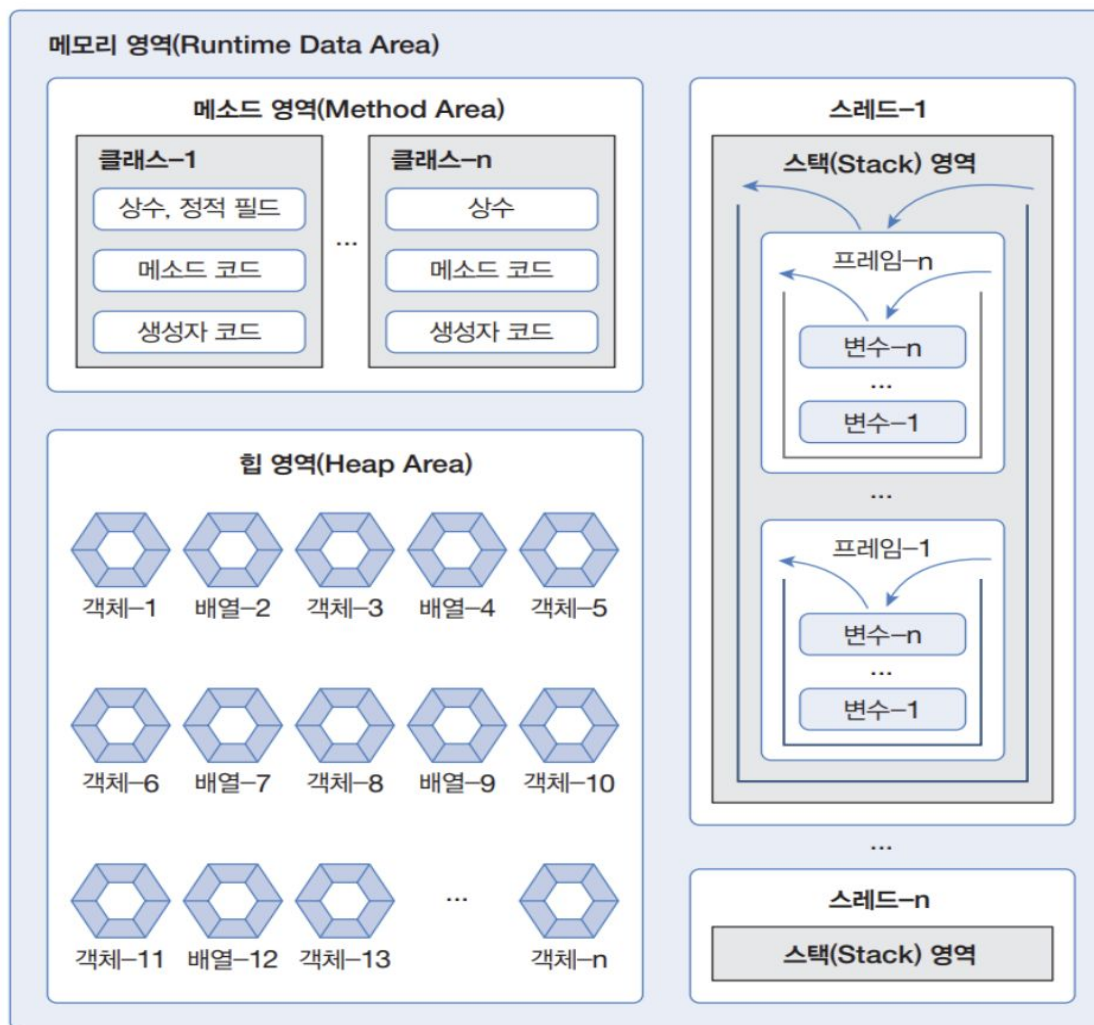 메모리 영역(Runtime Data Area)
메소드 영역(Method Area)
클래스-1
상수, 정적 필드
메소드 코드
생성자 코드
...
클래스-n
상수
메소드 코드
생성자 코드
힙 영역(Heap Area)
객체-1 배열-2 객체-3 배열-4 객체-5
객체-6 배열-7 객체-8 배열-9 객체-10
...
객체-11 배열-12 객체-13 객체-n
스레드-1
스택(Stack) 영역
프레임-n
변수-n
...
변수-1
...
프레임-1
변수-n
...
변수-1
...
스레드-n
스택(Stack) 영역